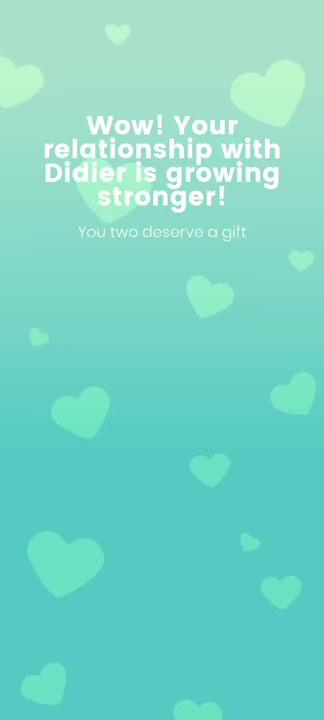 Wow! Your
relationship with
Didier is growing
stronger!
You two deserve a gift